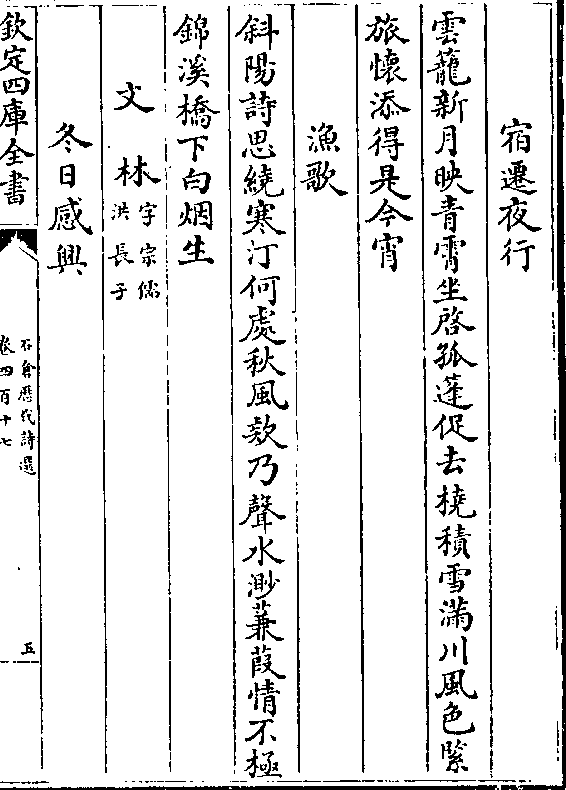 宿遷夜行
雲籠新月映青霄坐啓孤蓬促去橈積雪滿川風色緊
旅懷添得是今宵
漁歌
斜陽詩思繞寒汀何處秋風欸乃聲水渺蒹葭情不極
錦溪橋下白烟生
文林 字宗儒
洪長子
冬日感興
欽定四庫全書
石倉歷代詩選
卷四百十七
五